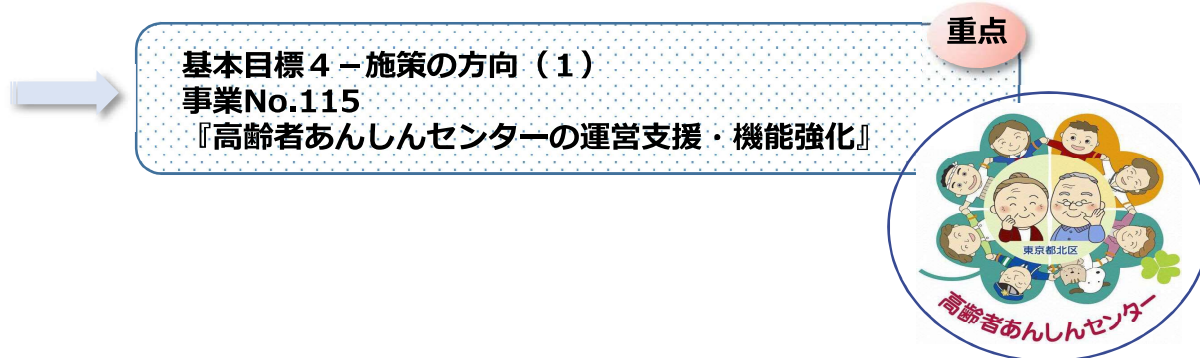 重点
基本目標４－施策の方向（１）
事業No.115
『高齢者あんしんセンターの運営支援・機能強化』
東京都北区
高齢者あんしんセンター